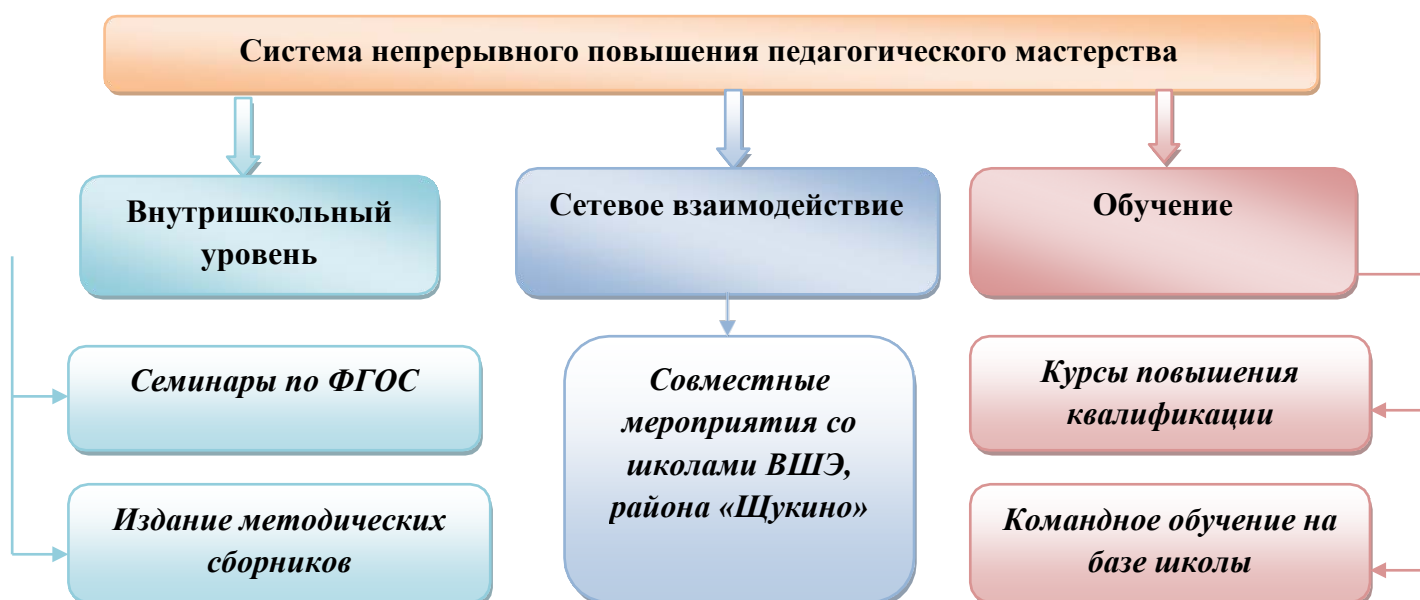 Система непрерывного повышения педагогического мастерства
Внутришкольный
уровень
Сетевое взаимодействие
Обучение
Семинары по ФГОС
Издание методических
сборников
Совместные
мероприятия со
школами ВШЭ,
района «Щукино»
Курсы повышения
квалификации
Командное обучение на
базе школы